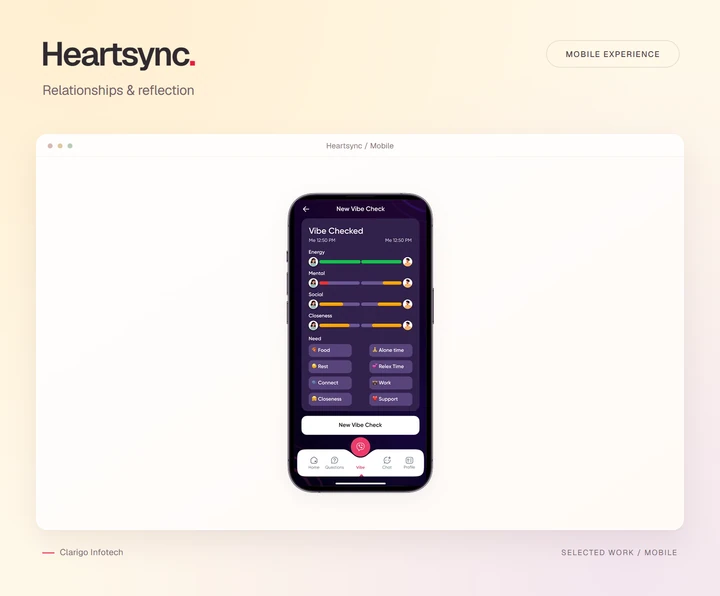 Heartsync.
MOBILE EXPERIENCE
Relationships & reflection
Heartsync / Mobile
New Vibe Check
Vibe Checked
Me 12:50 PM Me 12:50 PM
Energy
Mental
Social
Closeness
Need
Food Alone time
Rest Relex Time
Connect Work
Closeness Support
New Vibe Check
Home Questions Vibe Chat Profile
Clarigo Infotech
SELECTED WORK / MOBILE